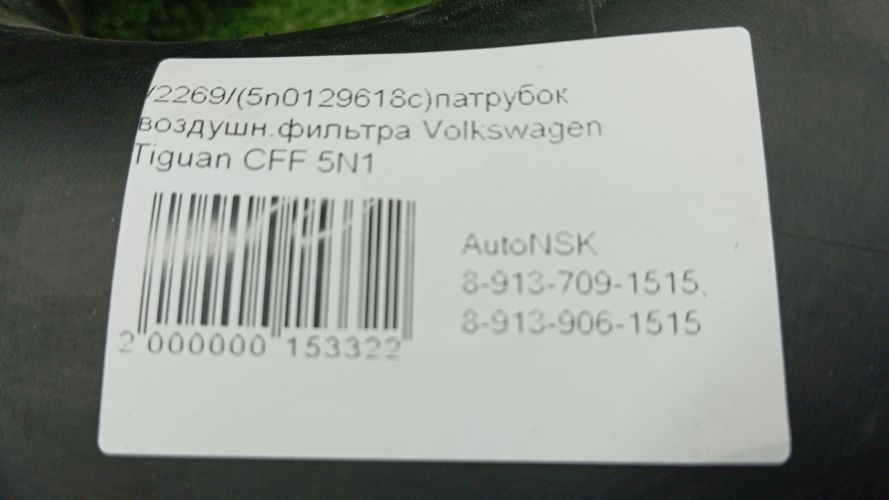 /2269/(5n0129618c)патрубок
воздушн.фильтра Volkswagen
Tiguan CFF 5N1
AutoNSK
8-913-709-1515,
8-913-906-1515
2 000000 153322